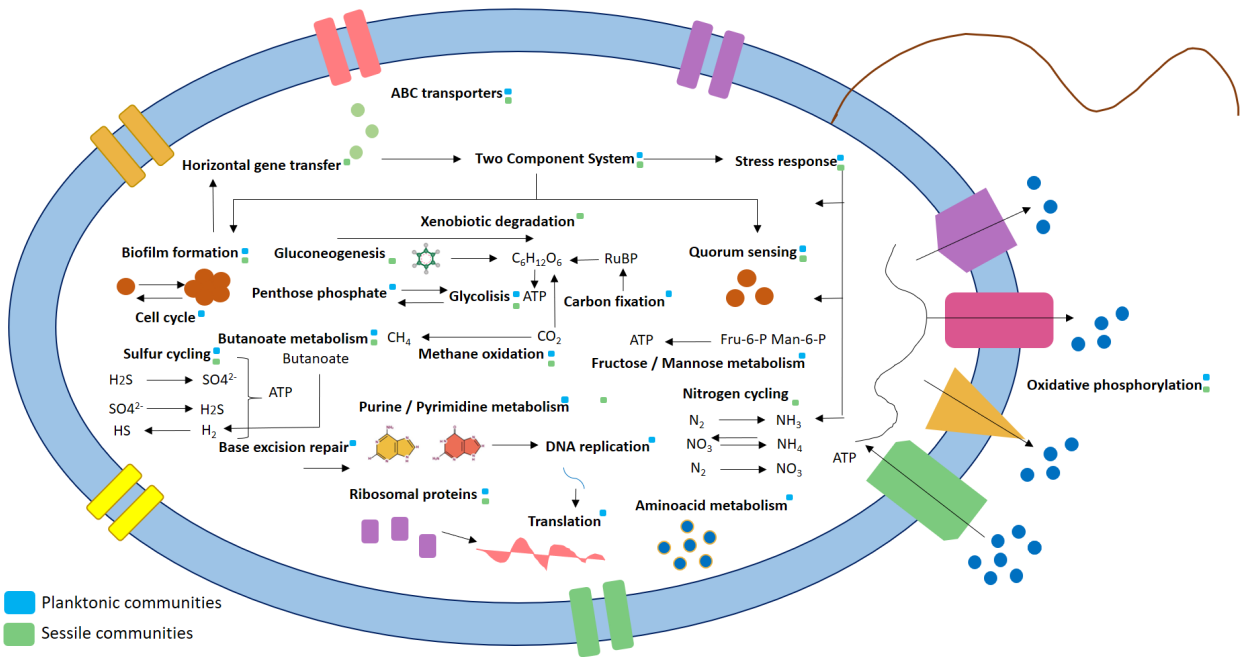 ABC transporters
Horizontal gene transfer
Two Component System
Stress response
Xenobiotic degradation
Biofilm formation
Gluconeogenesis
C6H12O6
RuBP
Quorum sensing
Penthose phosphate
Glycolisis
ATP
Carbon fixation
Cell cycle
Butanoate metabolism
CH4
CO2
ATP
Fru-6-P Man-6-P
Sulfur cycling
Butanoate
Methane oxidation
Fructose / Mannose metabolism
H2S
SO4²⁻
ATP
Oxidative phosphorylation
Nitrogen cycling
SO4²⁻
H2S
Purine / Pyrimidine metabolism
N2
NH3
HS
H2
Base excision repair
DNA replication
NO3
NH4
ATP
N2
NO3
Ribosomal proteins
Translation
Aminoacid metabolism
Planktonic communities
Sessile communities